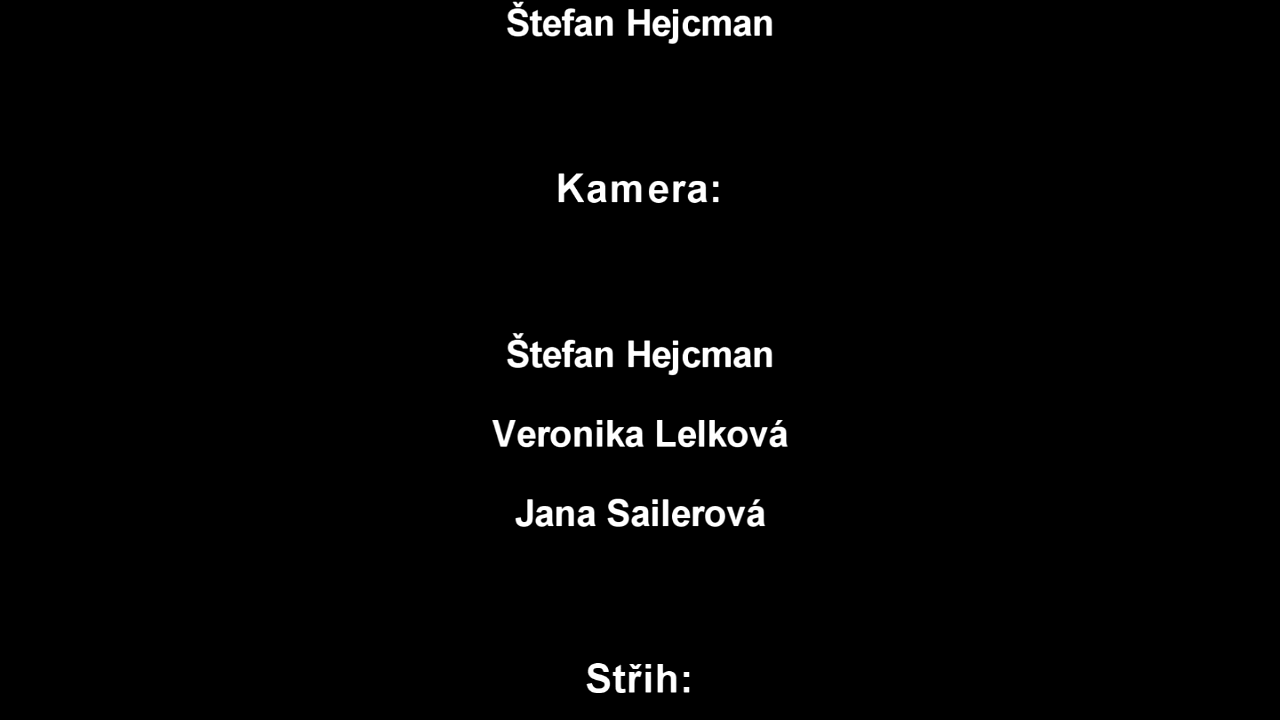 Štefan Hejcman
Kamera:
Štefan Hejcman
Veronika Lelková
Jana Sailerová
Střih: